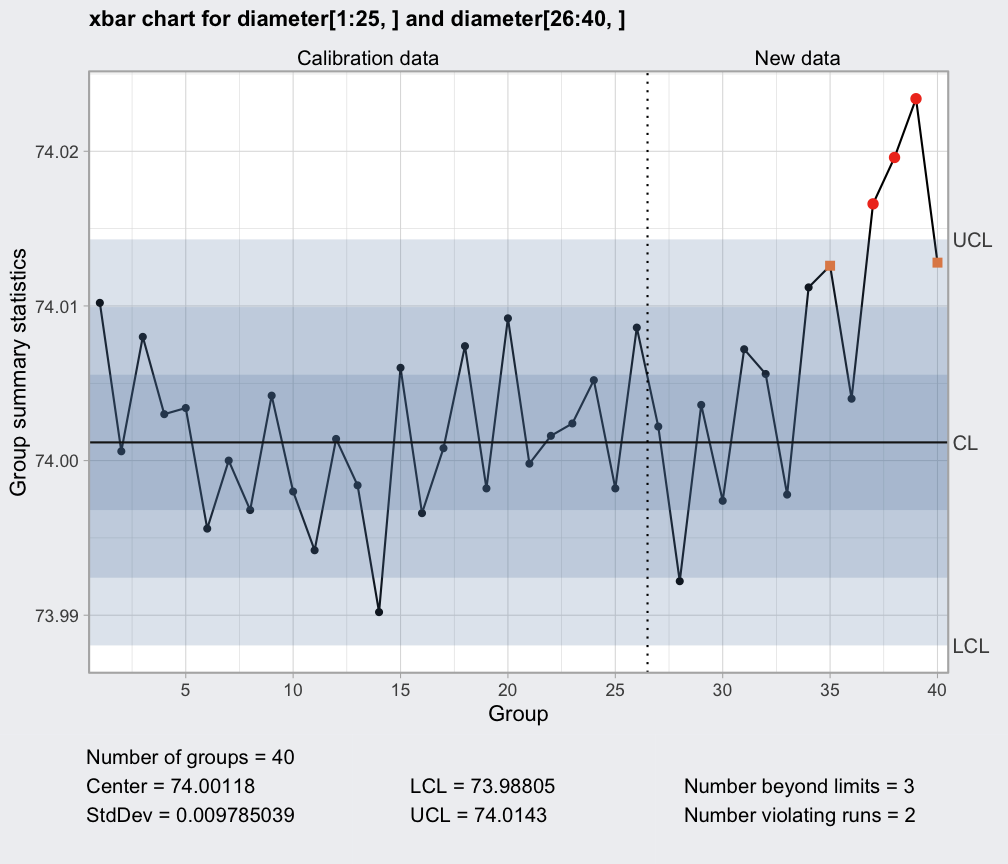 xbar chart for diameter[1:25, ] and diameter[26:40, ]
Calibration data
New data
74.02
74.01
74.00
73.99
Group summary statistics
UCL
CL
LCL
5 10 15 20 25 30 35 40
Group
Number of groups = 40
Center = 74.00118 LCL = 73.98805 Number beyond limits = 3
StdDev = 0.009785039 UCL = 74.0143 Number violating runs = 2